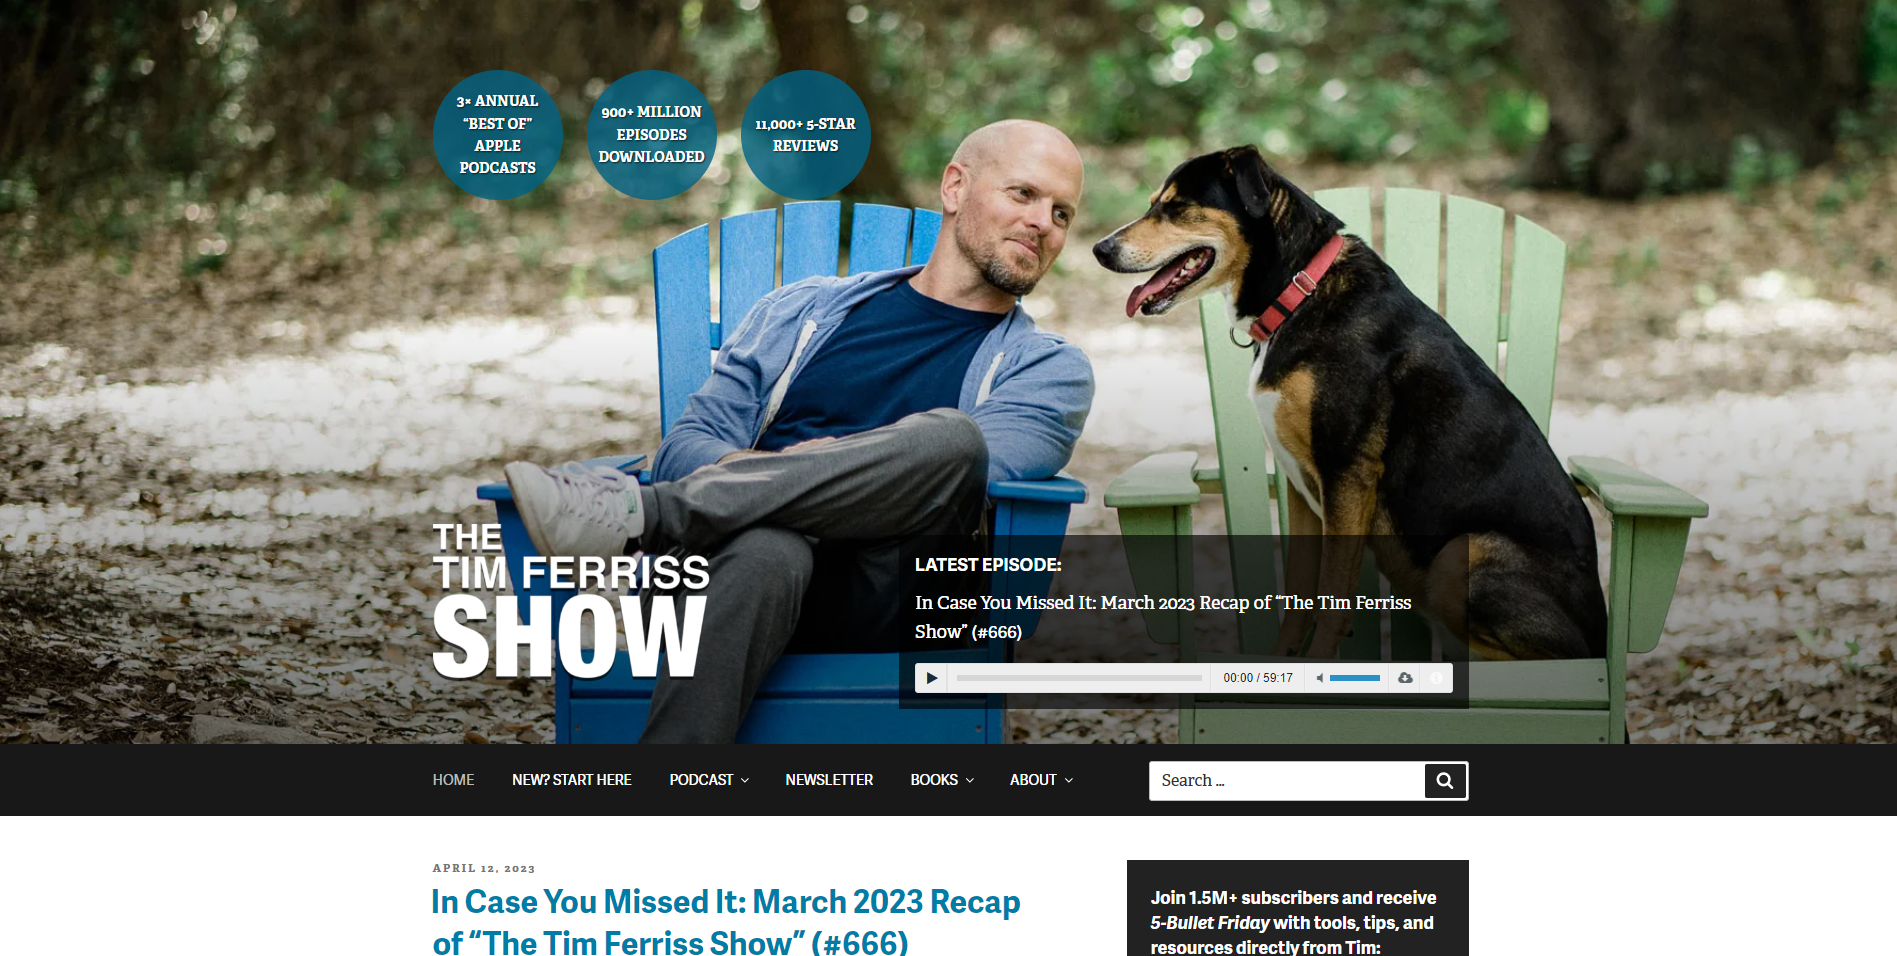 3× ANNUAL
“BEST OF”
APPLE
PODCASTS
900+ MILLION
EPISODES
DOWNLOADED
11,000+ 5-STAR
REVIEWS
THE
TIM FERRISS
SHOW
LATEST EPISODE:
In Case You Missed It: March 2023 Recap of “The Tim Ferriss
Show” (#666)
00:00 / 59:17
HOME NEW? START HERE PODCAST NEWSLETTER BOOKS ABOUT Search ...
APRIL 12, 2023
In Case You Missed It: March 2023 Recap
of “The Tim Ferriss Show” (#666)
Join 1.5M+ subscribers and receive
5-Bullet Friday with tools, tips, and
resources directly from Tim: